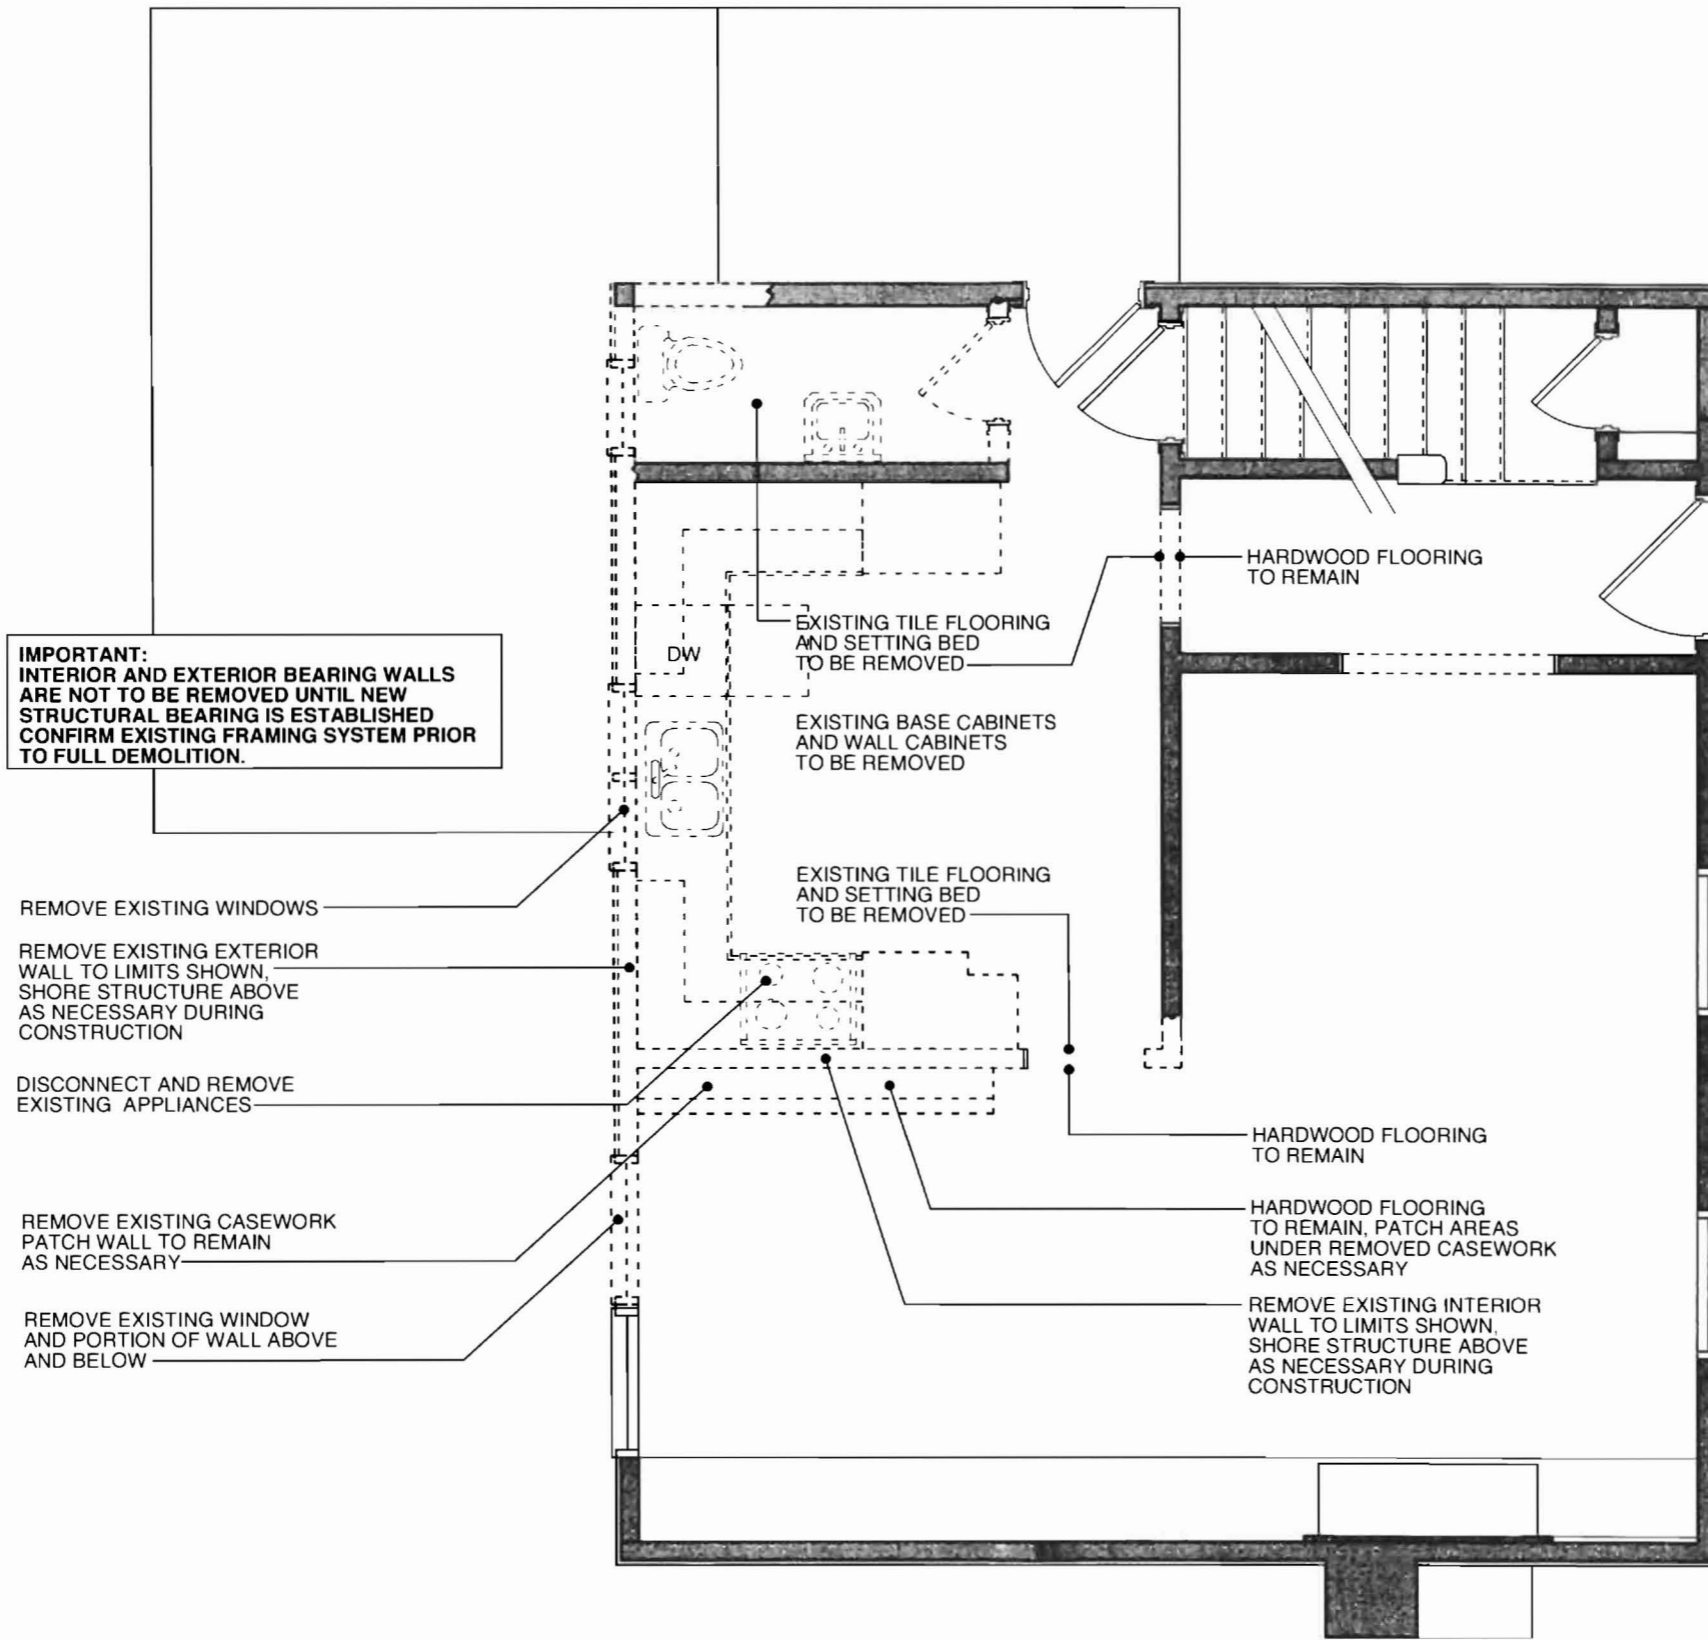 HARDWOOD FLOORING
TO REMAIN
EXISTING TILE FLOORING
AND SETTING BED
TO BE REMOVED
DW
IMPORTANT:
INTERIOR AND EXTERIOR BEARING WALLS
ARE NOT TO BE REMOVED UNTIL NEW
STRUCTURAL BEARING IS ESTABLISHED
CONFIRM EXISTING FRAMING SYSTEM PRIOR
TO FULL DEMOLITION.
EXISTING BASE CABINETS
AND WALL CABINETS
TO BE REMOVED
EXISTING TILE FLOORING
AND SETTING BED
TO BE REMOVED
REMOVE EXISTING WINDOWS
REMOVE EXISTING EXTERIOR
WALL TO LIMITS SHOWN,
SHORE STRUCTURE ABOVE
AS NECESSARY DURING
CONSTRUCTION
DISCONNECT AND REMOVE
EXISTING APPLIANCES
HARDWOOD FLOORING
TO REMAIN
REMOVE EXISTING CASEWORK
PATCH WALL TO REMAIN
AS NECESSARY
HARDWOOD FLOORING
TO REMAIN, PATCH AREAS
UNDER REMOVED CASEWORK
AS NECESSARY
REMOVE EXISTING WINDOW
AND PORTION OF WALL ABOVE
AND BELOW
REMOVE EXISTING INTERIOR
WALL TO LIMITS SHOWN,
SHORE STRUCTURE ABOVE
AS NECESSARY DURING
CONSTRUCTION